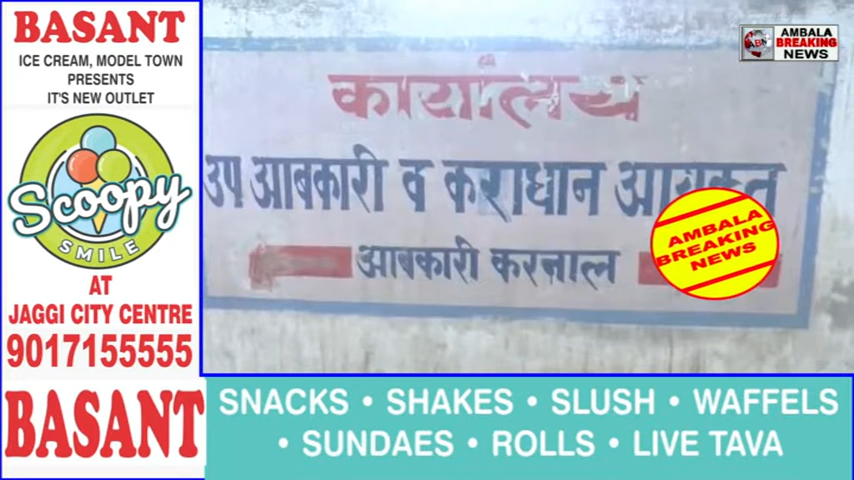 BASANT
ICE CREAM, MODEL TOWN
PRESENTS
IT'S NEW OUTLET
Scoopy
SMILE
AT
JAGGI CITY CENTRE
9017155555
BASANT
AMBALA
BREAKING
NEWS
कार्यालय
उप आबकारी व कराधान आयुक्त
आबकारी करनाल
AMBALA
BREAKING
NEWS
SNACKS • SHAKES • SLUSH • WAFFELS
• SUNDAES • ROLLS • LIVE TAVA